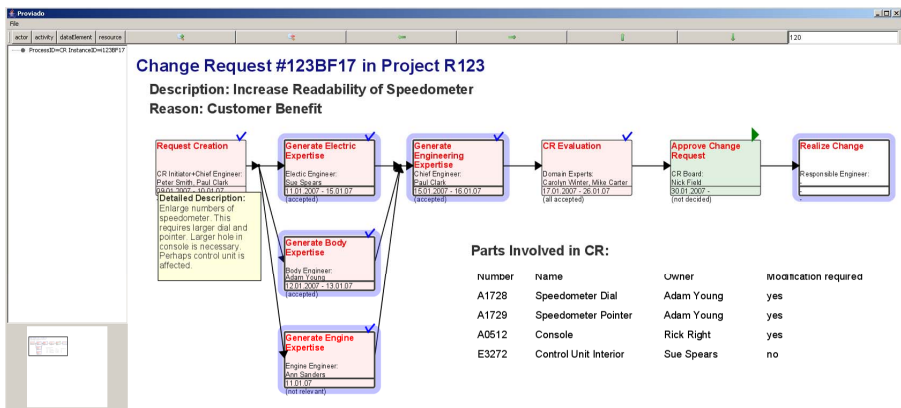 Proviado
File
actor activity dataElement resource 120
ProcessID=CR InstanceID=123BF17
Change Request #123BF17 in Project R123
Description: Increase Readability of Speedometer
Reason: Customer Benefit
Request Creation
CR Initiator+Chief Engineer:
Peter Smith, Paul Clark
09.01.2007 - 10.01.07
Detailed Description:
Enlarge numbers of
speedometer. This
requires larger dial and
pointer. Larger hole in
console is necessary.
Perhaps control unit is
affected.
Generate Electric
Expertise
Electic Engineer:
Sue Spears
11.01.2007 - 15.01.07
(accepted)
Generate Body
Expertise
Body Engineer:
Adam Young
12.01.2007 - 13.01.07
(accepted)
Generate Engine
Expertise
Engine Engineer:
Ann Sanders
11.01.07
(not relevant)
Generate
Engineering
Expertise
Chief Engineer:
Paul Clark
15.01.2007 - 16.01.07
(accepted)
CR Evaluation
Domain Experts:
Carolyn Winter, Mike Carter
17.01.2007 - 26.01.07
(all accepted)
Approve Change
Request
CR Board:
Nick Field
30.01.2007 -
(not decided)
Realize Change
Responsible Engineer:
-
-
-
Parts Involved in CR:
Number Name Owner Modification required
A1728 Speedometer Dial Adam Young yes
A1729 Speedometer Pointer Adam Young yes
A0512 Console Rick Right yes
E3272 Control Unit Interior Sue Spears no